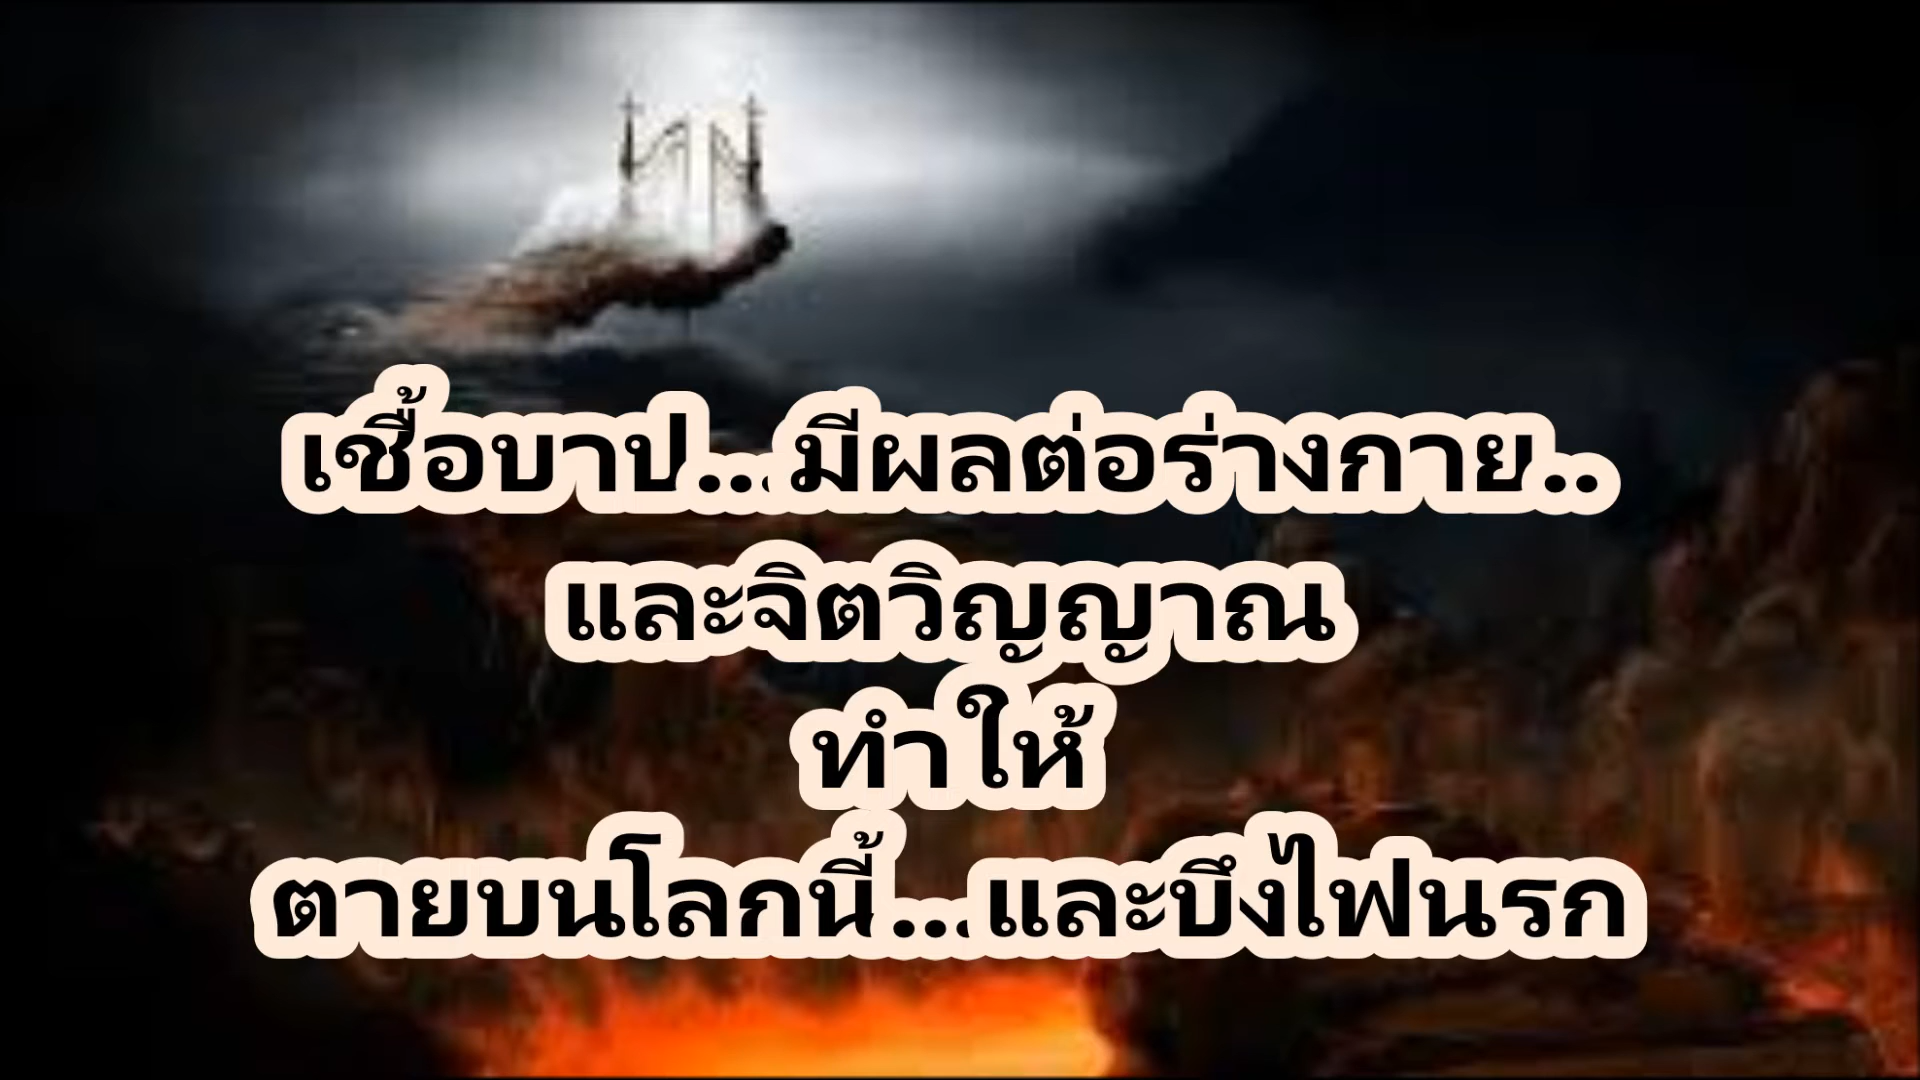 เชื้อบาป...มีผลต่อร่างกาย..
และจิตวิญญาณ
ทำให้
ตายบนโลกนี้...และบึงไฟนรก